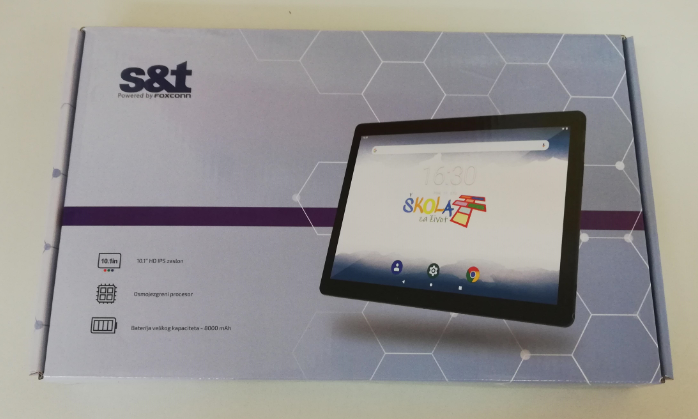 s&t
Powered by FOXCONN
16:30
ŠKOLA
za život
10.1in
10.1" HD IPS zaslon
Osmojezgreni procesor
Baterija velikog kapaciteta - 8000 mAh